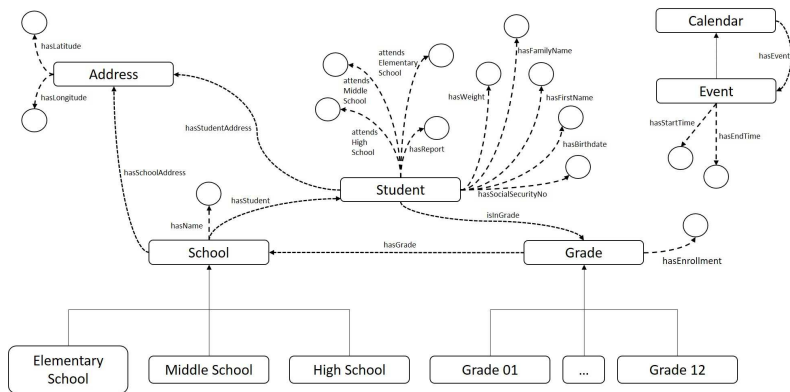 Calendar
hasEvent
Event
hasStartTime
hasEndTime
hasLatitude
Address
hasLongitude
attends
Elementary
School
attends
Middle
School
attends
High
School
hasReport
hasFamilyName
hasWeight
hasFirstName
hasBirthdate
hasSocialSecurityNo
hasStudentAddress
Student
hasSchoolAddress
hasName
hasStudent
isInGrade
School
hasGrade
Grade
hasEnrollment
Elementary
School
Middle School
High School
Grade 01
...
Grade 12